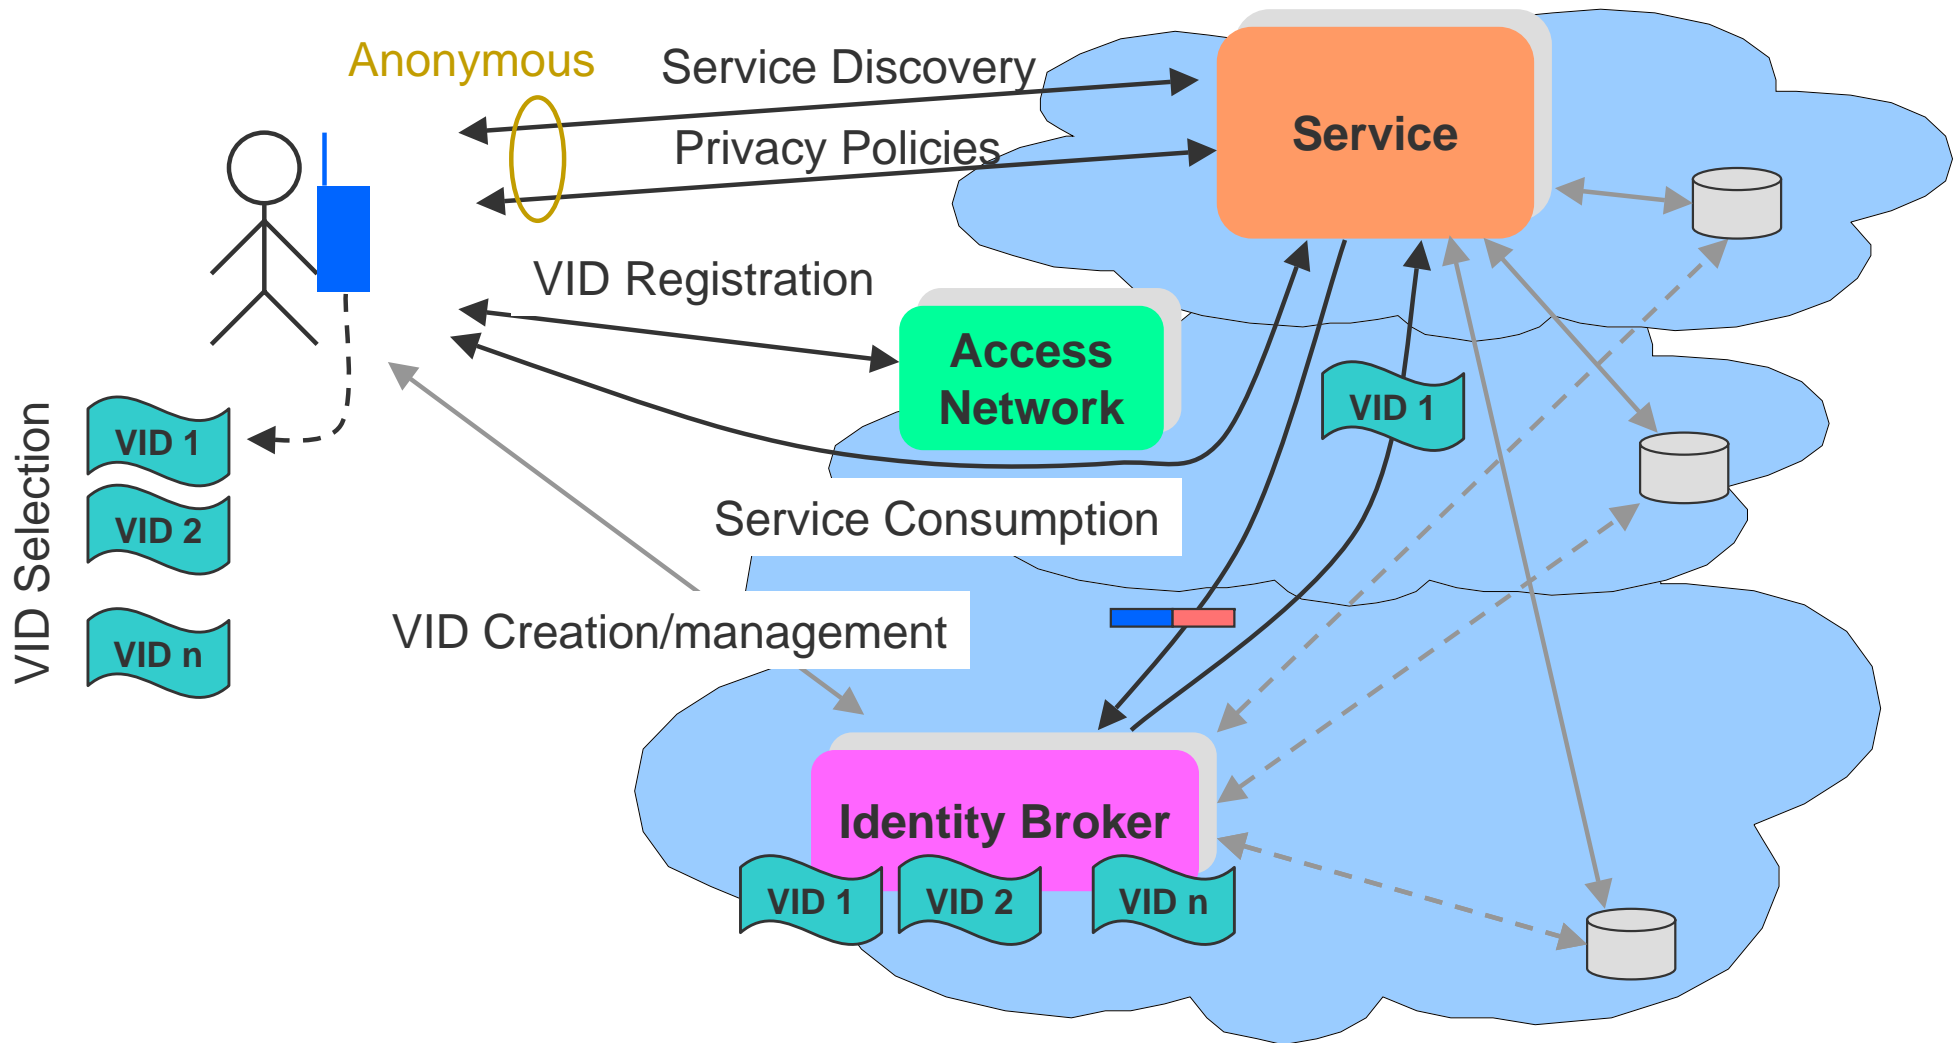 Anonymous
Service Discovery
Privacy Policies
Service
VID Registration
Access
Network
VID 1
VID Selection
VID 1
VID 2
VID n
Service Consumption
VID Creation/management
Identity Broker
VID 1
VID 2
VID n